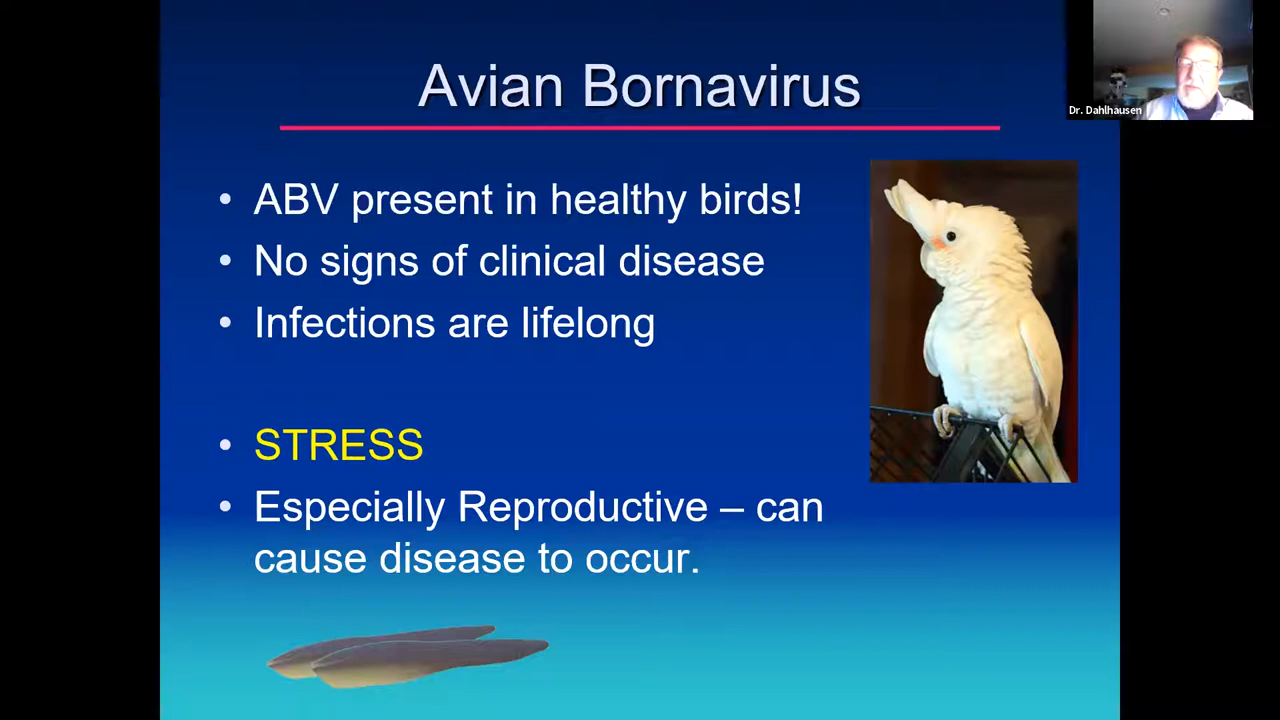 Avian Bornavirus
Dr. Dahlhausen
• ABV present in healthy birds!
• No signs of clinical disease
• Infections are lifelong
• STRESS
• Especially Reproductive – can
cause disease to occur.